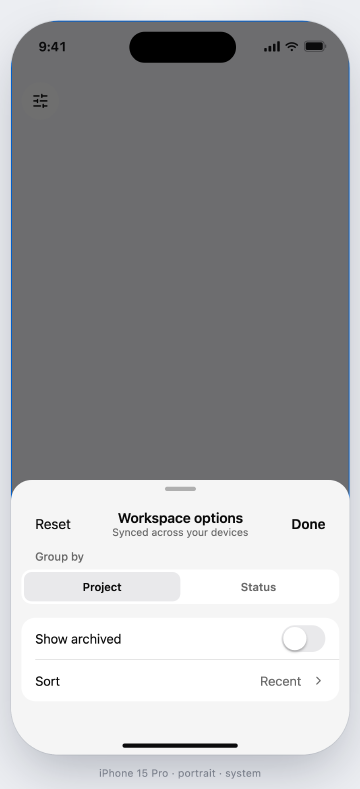 9:41
Reset
Workspace options
Done
Synced across your devices
Group by
Project
Status
Show archived
Sort
Recent
iPhone 15 Pro · portrait · system